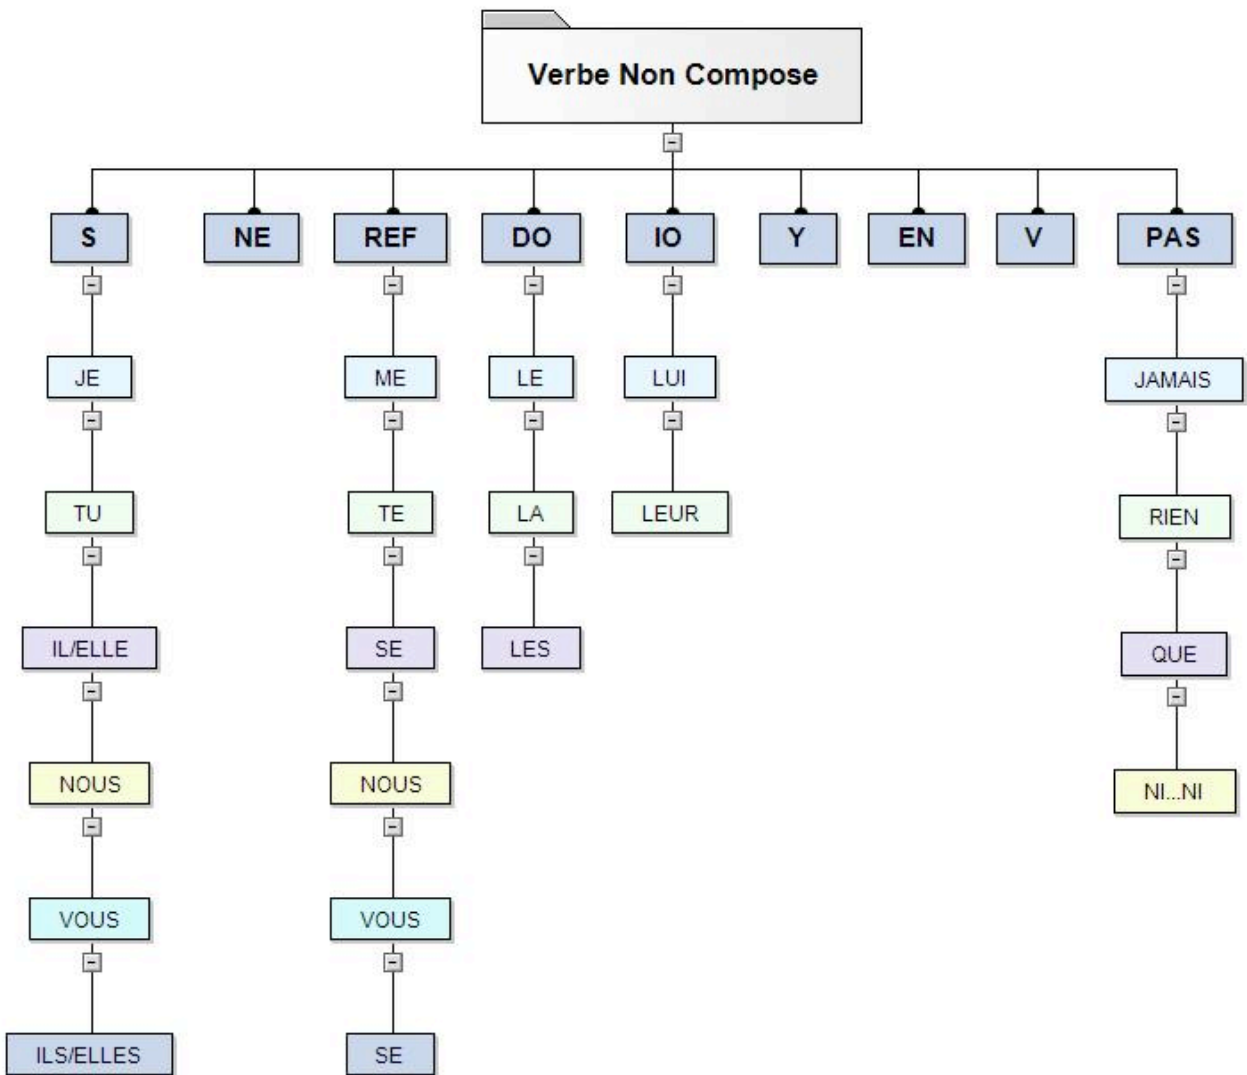 Verbe Non Compose
S NE REF DO IO Y EN V PAS
JE ME LE LUI JAMAIS
TU TE LA LEUR RIEN
IL/ELLE SE LES QUE
NOUS NOUS NI...NI
VOUS VOUS
ILS/ELLES SE